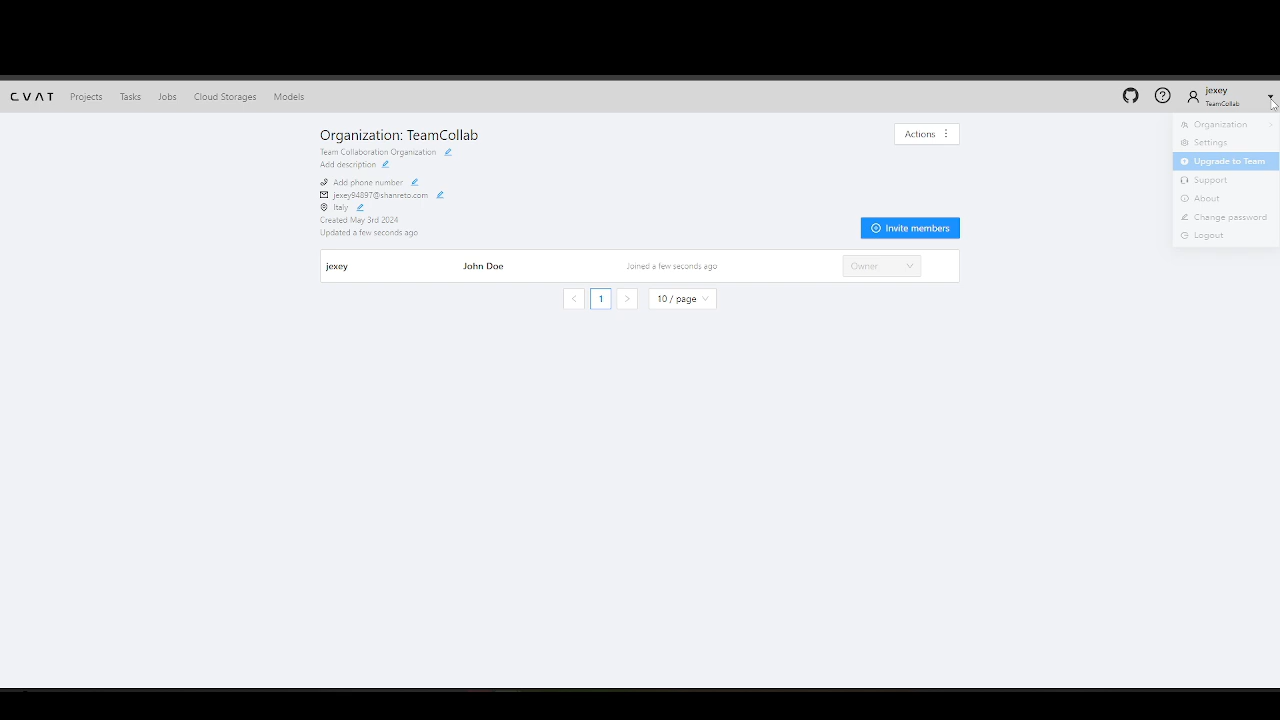 CVAT Projects Tasks Jobs Cloud Storages Models jexey
TeamCollab
Organization: TeamCollab
Actions
Team Collaboration Organization
Add description
Add phone number
jexey94897@shanreto.com
Italy
Created May 3rd 2024
Updated a few seconds ago
Invite members
jexey John Doe Joined a few seconds ago Owner
< 1 > 10 / page
Organization
Settings
Upgrade to Team
Support
About
Change password
Logout